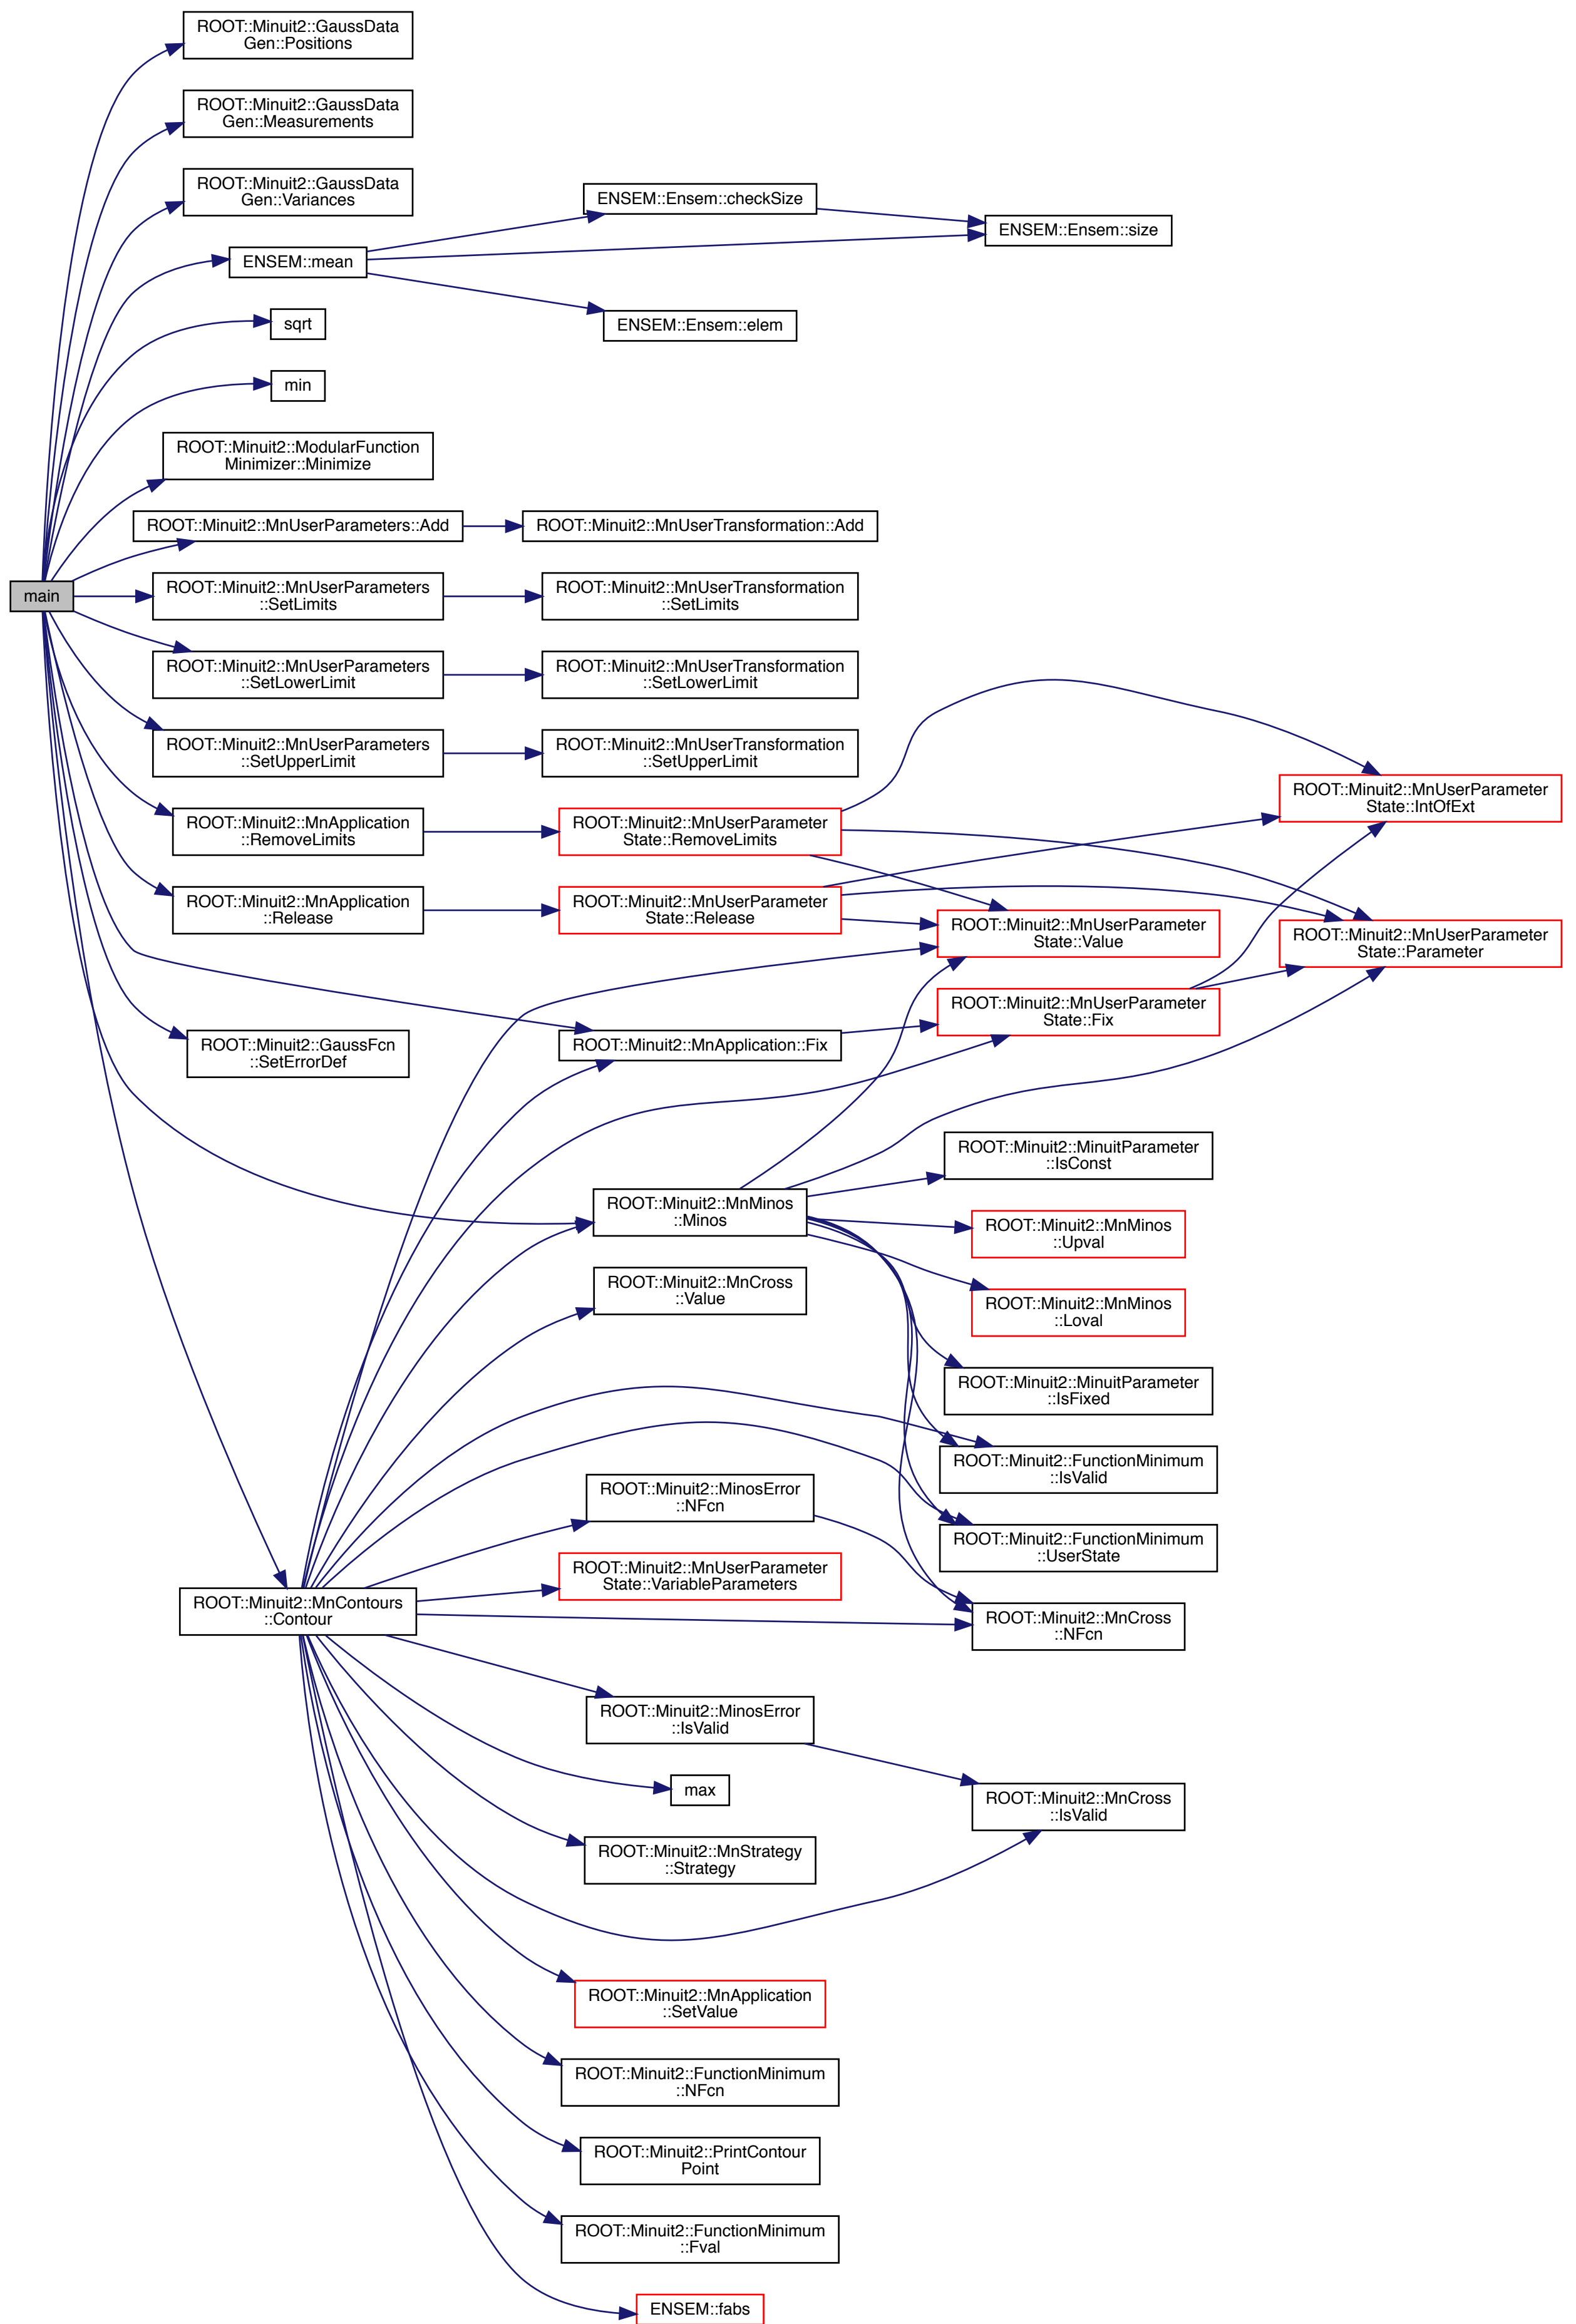 ROOT::Minuit2::GaussData
Gen::Positions
ROOT::Minuit2::GaussData
Gen::Measurements
ROOT::Minuit2::GaussData
Gen::Variances
ENSEM::Ensem::checkSize
ENSEM::Ensem::size
ENSEM::mean
sqrt
ENSEM::Ensem::elem
min
ROOT::Minuit2::ModularFunction
Minimizer::Minimize
ROOT::Minuit2::MnUserParameters::Add
ROOT::Minuit2::MnUserTransformation::Add
main
ROOT::Minuit2::MnUserParameters
::SetLimits
ROOT::Minuit2::MnUserTransformation
::SetLimits
ROOT::Minuit2::MnUserParameters
::SetLowerLimit
ROOT::Minuit2::MnUserTransformation
::SetLowerLimit
ROOT::Minuit2::MnUserParameters
::SetUpperLimit
ROOT::Minuit2::MnUserTransformation
::SetUpperLimit
ROOT::Minuit2::MnUserParameter
State::IntOfExt
ROOT::Minuit2::MnApplication
::RemoveLimits
ROOT::Minuit2::MnUserParameter
State::RemoveLimits
ROOT::Minuit2::MnApplication
::Release
ROOT::Minuit2::MnUserParameter
State::Release
ROOT::Minuit2::MnUserParameter
State::Value
ROOT::Minuit2::MnUserParameter
State::Parameter
ROOT::Minuit2::MnUserParameter
State::Fix
ROOT::Minuit2::GaussFcn
::SetErrorDef
ROOT::Minuit2::MnApplication::Fix
ROOT::Minuit2::MinuitParameter
::IsConst
ROOT::Minuit2::MnMinos
::Minos
ROOT::Minuit2::MnMinos
::Upval
ROOT::Minuit2::MnCross
::Value
ROOT::Minuit2::MnMinos
::Loval
ROOT::Minuit2::MinuitParameter
::IsFixed
ROOT::Minuit2::FunctionMinimum
::IsValid
ROOT::Minuit2::MinosError
::NFcn
ROOT::Minuit2::FunctionMinimum
::UserState
ROOT::Minuit2::MnUserParameter
State::VariableParameters
ROOT::Minuit2::MnContours
::Contour
ROOT::Minuit2::MnCross
::NFcn
ROOT::Minuit2::MinosError
::IsValid
max
ROOT::Minuit2::MnCross
::IsValid
ROOT::Minuit2::MnStrategy
::Strategy
ROOT::Minuit2::MnApplication
::SetValue
ROOT::Minuit2::FunctionMinimum
::NFcn
ROOT::Minuit2::PrintContour
Point
ROOT::Minuit2::FunctionMinimum
::Fval
ENSEM::fabs